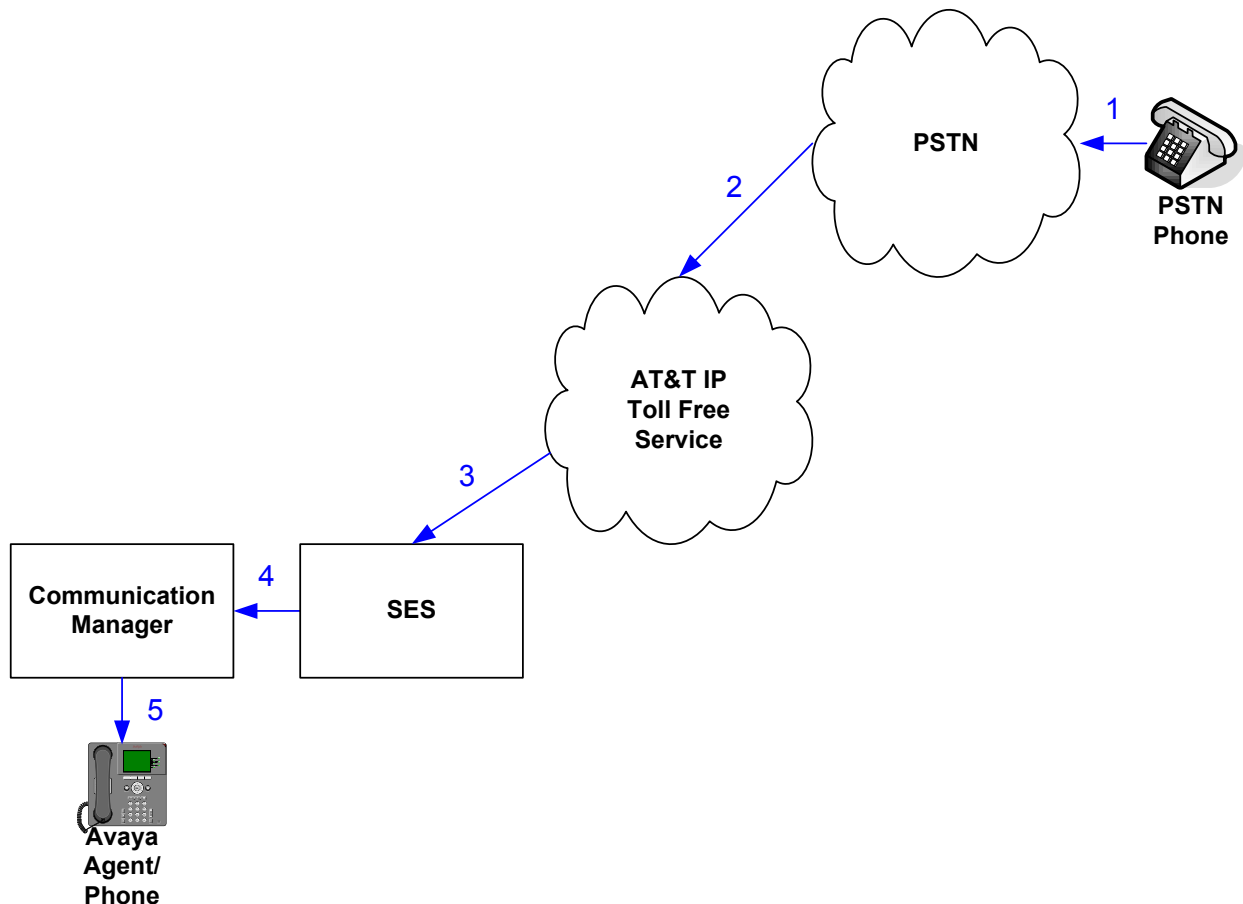 1
PSTN
PSTN
Phone
2
AT&T IP
Toll Free
Service
3
Communication
Manager
4
SES
5
Avaya
Agent/
Phone